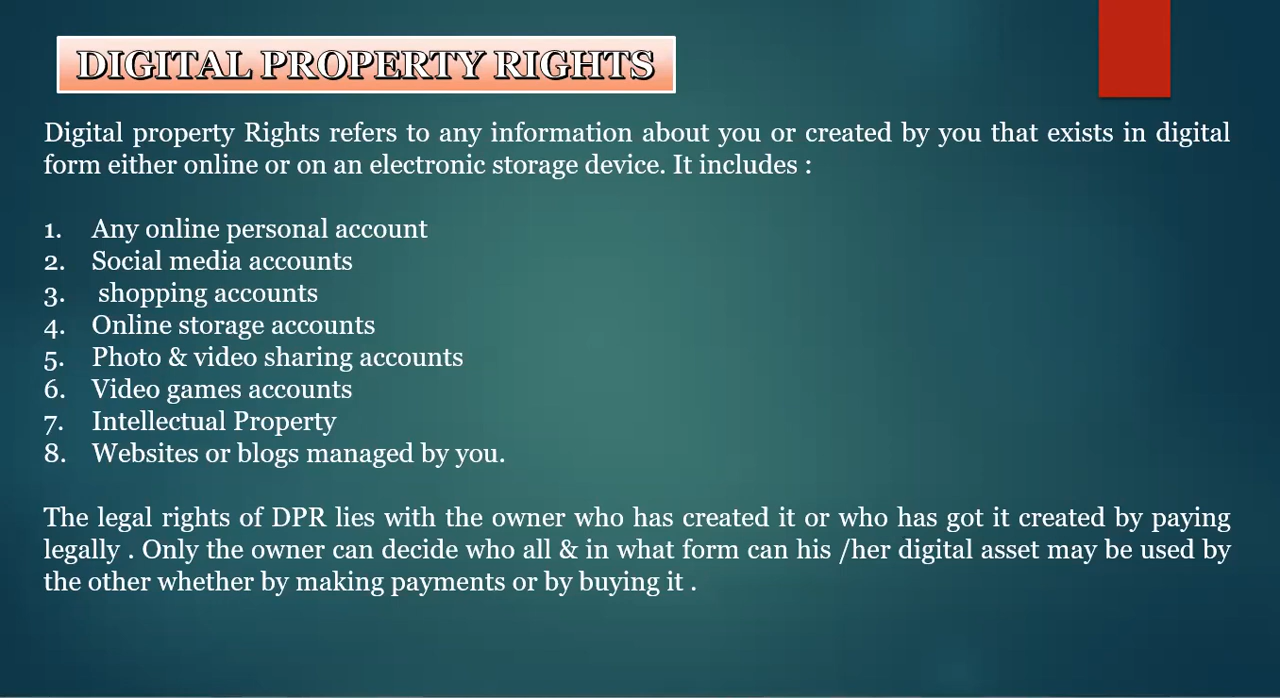 DIGITAL PROPERTY RIGHTS
Digital property Rights refers to any information about you or created by you that exists in digital
form either online or on an electronic storage device. It includes :
1. Any online personal account
2. Social media accounts
3. shopping accounts
4. Online storage accounts
5. Photo & video sharing accounts
6. Video games accounts
7. Intellectual Property
8. Websites or blogs managed by you.
The legal rights of DPR lies with the owner who has created it or who has got it created by paying
legally . Only the owner can decide who all & in what form can his /her digital asset may be used by
the other whether by making payments or by buying it .